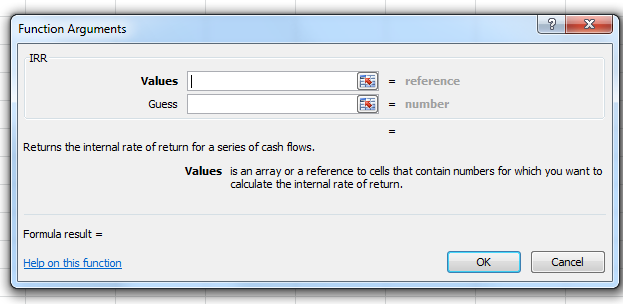 Function Arguments
?
IRR
Values = reference
Guess = number
=
Returns the internal rate of return for a series of cash flows.
Values is an array or a reference to cells that contain numbers for which you want to
calculate the internal rate of return.
Formula result =
Help on this function
OK Cancel